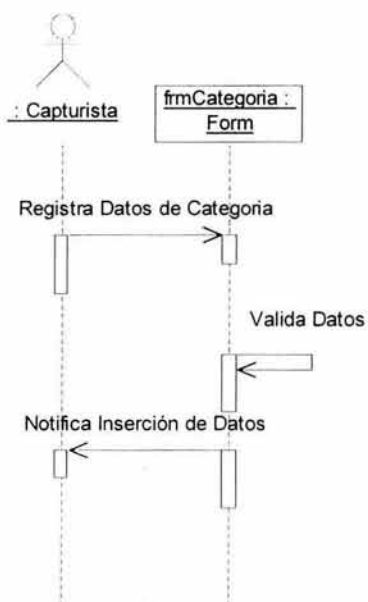 : Capturista
frmCategoria :
Form
Registra Datos de Categoria
Valida Datos
Notifica Inserción de Datos